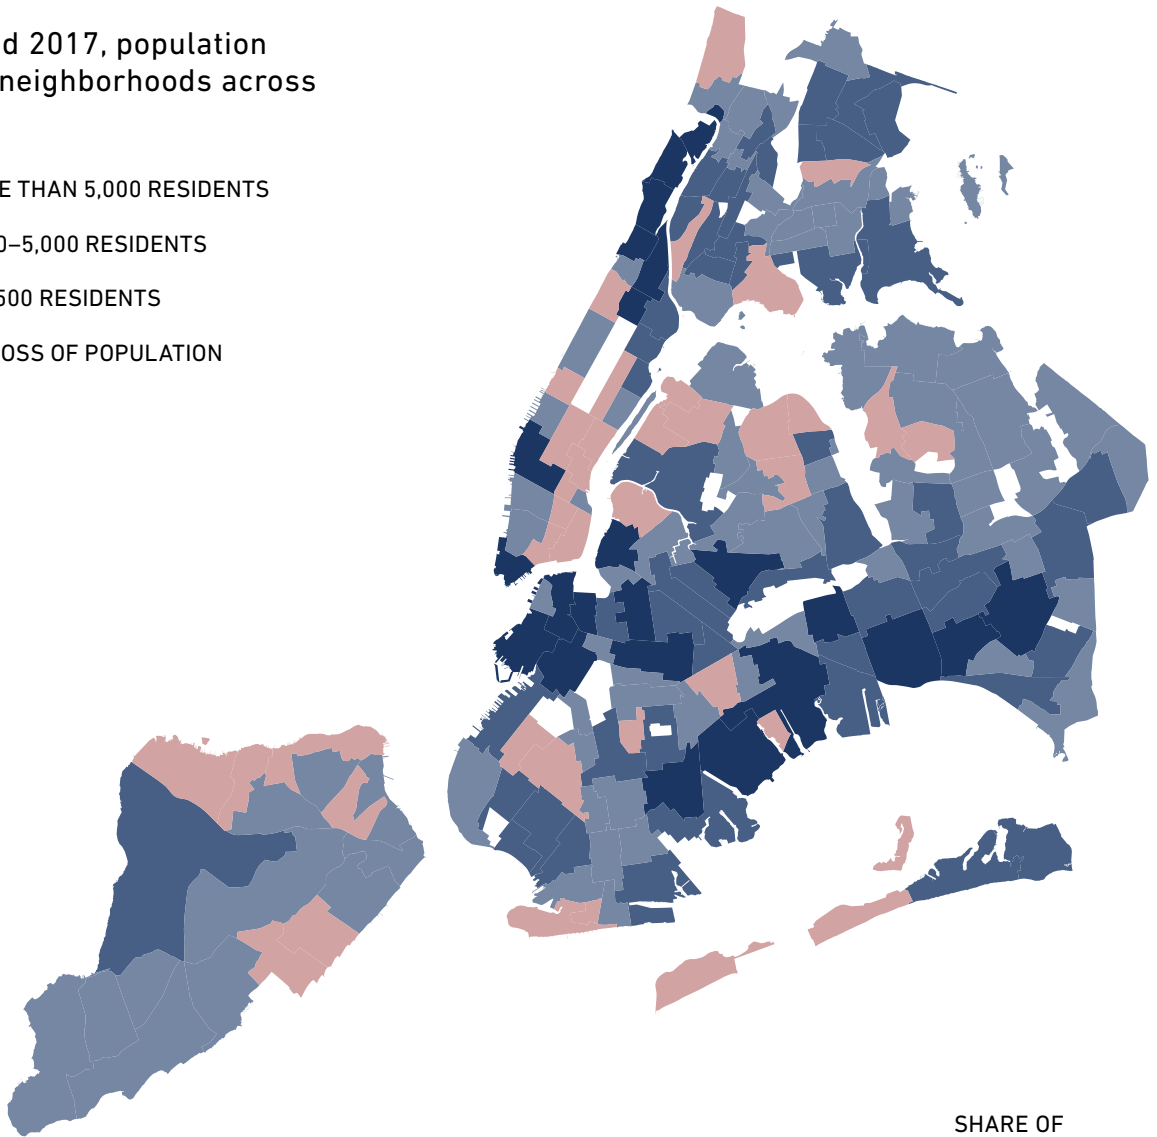 d 2017, population
neighborhoods across
E THAN 5,000 RESIDENTS
0–5,000 RESIDENTS
500 RESIDENTS
OSS OF POPULATION
SHARE OF